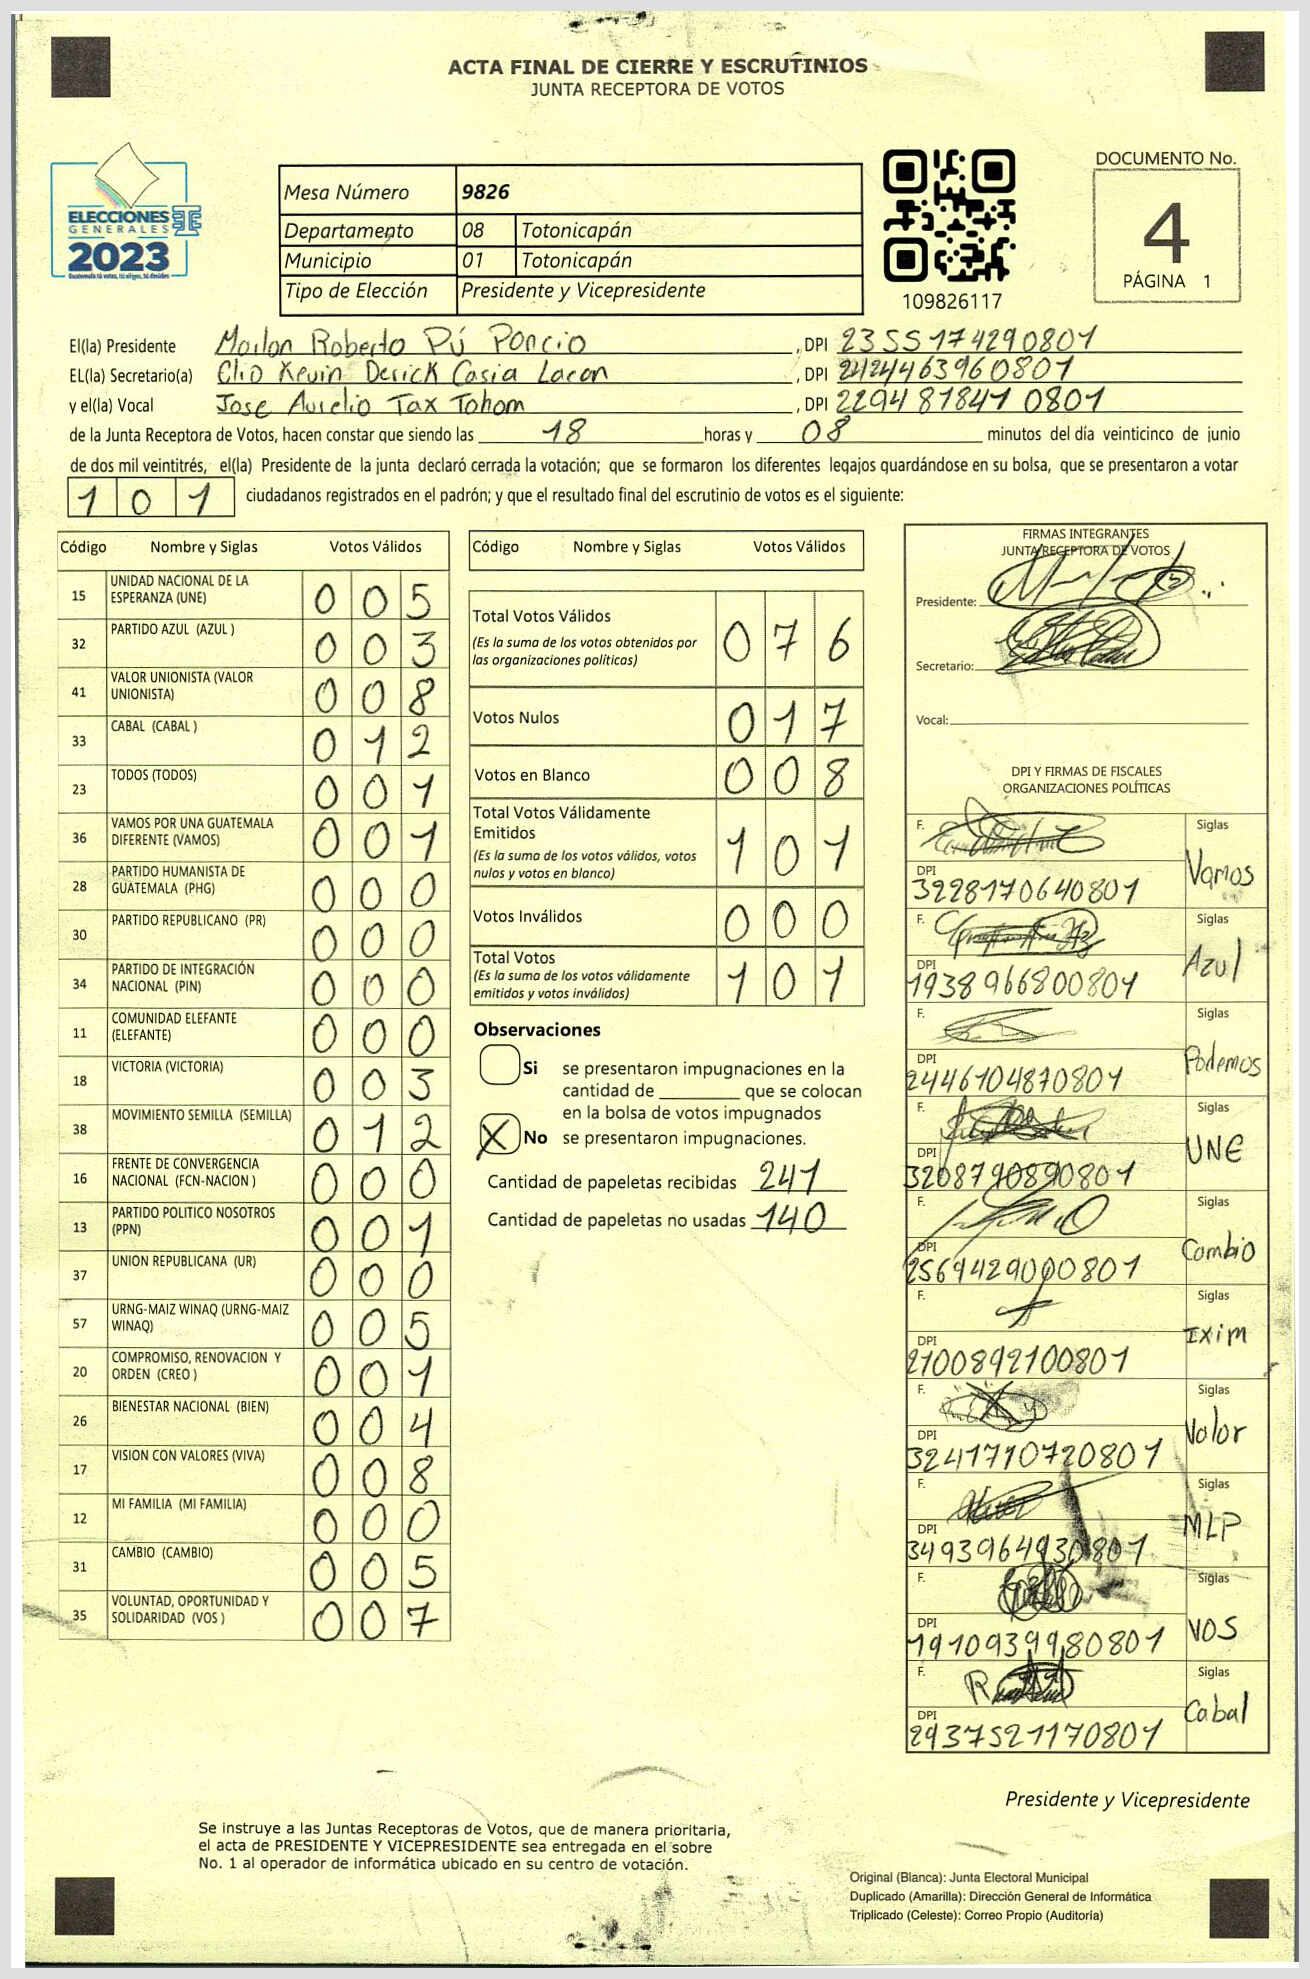 ACTA FINAL DE CIERRE Y ESCRUTINIOS
JUNTA RECEPTORA DE VOTOS
ELECCIONES
GENERALES
2023
Guatemala tú votas, tú eliges, tú decides
Mesa Número 9826
Departamento 08 Totonicapán
Municipio 01 Totonicapán
Tipo de Elección Presidente y Vicepresidente
109826117
DOCUMENTO No.
4
PÁGINA 1
El(la) Presidente Marlon Roberto Pú Poncio , DPI 2355174290801
EL(la) Secretario(a) Clio Kevin Derick Casia Lacan , DPI 2424463960801
y el(la) Vocal Jose Aurelio Tax Tohom , DPI 2294818410801
de la Junta Receptora de Votos, hacen constar que siendo las 18 horas y 08 minutos del día veinticinco de junio
de dos mil veintitrés, el(la) Presidente de la junta declaró cerrada la votación; que se formaron los diferentes legajos guardándose en su bolsa, que se presentaron a votar
101 ciudadanos registrados en el padrón; y que el resultado final del escrutinio de votos es el siguiente:
Código Nombre y Siglas Votos Válidos
15 UNIDAD NACIONAL DE LA ESPERANZA (UNE) 005
32 PARTIDO AZUL (AZUL ) 003
41 VALOR UNIONISTA (VALOR UNIONISTA) 008
33 CABAL (CABAL ) 012
23 TODOS (TODOS) 001
36 VAMOS POR UNA GUATEMALA DIFERENTE (VAMOS) 001
28 PARTIDO HUMANISTA DE GUATEMALA (PHG) 000
30 PARTIDO REPUBLICANO (PR) 000
34 PARTIDO DE INTEGRACIÓN NACIONAL (PIN) 000
11 COMUNIDAD ELEFANTE (ELEFANTE) 000
18 VICTORIA (VICTORIA) 003
38 MOVIMIENTO SEMILLA (SEMILLA) 012
16 FRENTE DE CONVERGENCIA NACIONAL (FCN-NACION ) 000
13 PARTIDO POLITICO NOSOTROS (PPN) 001
37 UNION REPUBLICANA (UR) 000
57 URNG-MAIZ WINAQ (URNG-MAIZ WINAQ) 005
20 COMPROMISO, RENOVACION Y ORDEN (CREO ) 001
26 BIENESTAR NACIONAL (BIEN) 004
17 VISION CON VALORES (VIVA) 008
12 MI FAMILIA (MI FAMILIA) 000
31 CAMBIO (CAMBIO) 005
35 VOLUNTAD, OPORTUNIDAD Y SOLIDARIDAD (VOS ) 007
Código Nombre y Siglas Votos Válidos
Total Votos Válidos 076
(Es la suma de los votos obtenidos por
las organizaciones políticas)
Votos Nulos 017
Votos en Blanco 008
Total Votos Válidamente
Emitidos 101
(Es la suma de los votos válidos, votos
nulos y votos en blanco)
Votos Inválidos 000
Total Votos 101
(Es la suma de los votos válidamente
emitidos y votos inválidos)
Observaciones
Si se presentaron impugnaciones en la
cantidad de ________ que se colocan
en la bolsa de votos impugnados
X No se presentaron impugnaciones.
Cantidad de papeletas recibidas 241
Cantidad de papeletas no usadas 140
FIRMAS INTEGRANTES
JUNTA RECEPTORA DE VOTOS
Presidente:
Secretario:
Vocal:
DPI Y FIRMAS DE FISCALES
ORGANIZACIONES POLÍTICAS
F. Siglas
DPI Vamos
3228170640801
F. Siglas
DPI Azul
1938966800801
F. Siglas
DPI Podemos
2446104870801
F. Siglas
DPI UNE
3208790890801
F. Siglas
DPI Cambio
2569429000801
F. Siglas
DPI Ixim
2100892100801
F. Siglas
DPI Valor
3241710720801
F. Siglas
DPI MLP
3493964930801
F. Siglas
DPI VOS
1910939980801
F. Siglas
DPI Cabal
2937521170801
Presidente y Vicepresidente
Se instruye a las Juntas Receptoras de Votos, que de manera prioritaria,
el acta de PRESIDENTE Y VICEPRESIDENTE sea entregada en el sobre
No. 1 al operador de informática ubicado en su centro de votación.
Original (Blanca): Junta Electoral Municipal
Duplicado (Amarilla): Dirección General de Informática
Triplicado (Celeste): Correo Propio (Auditoría)